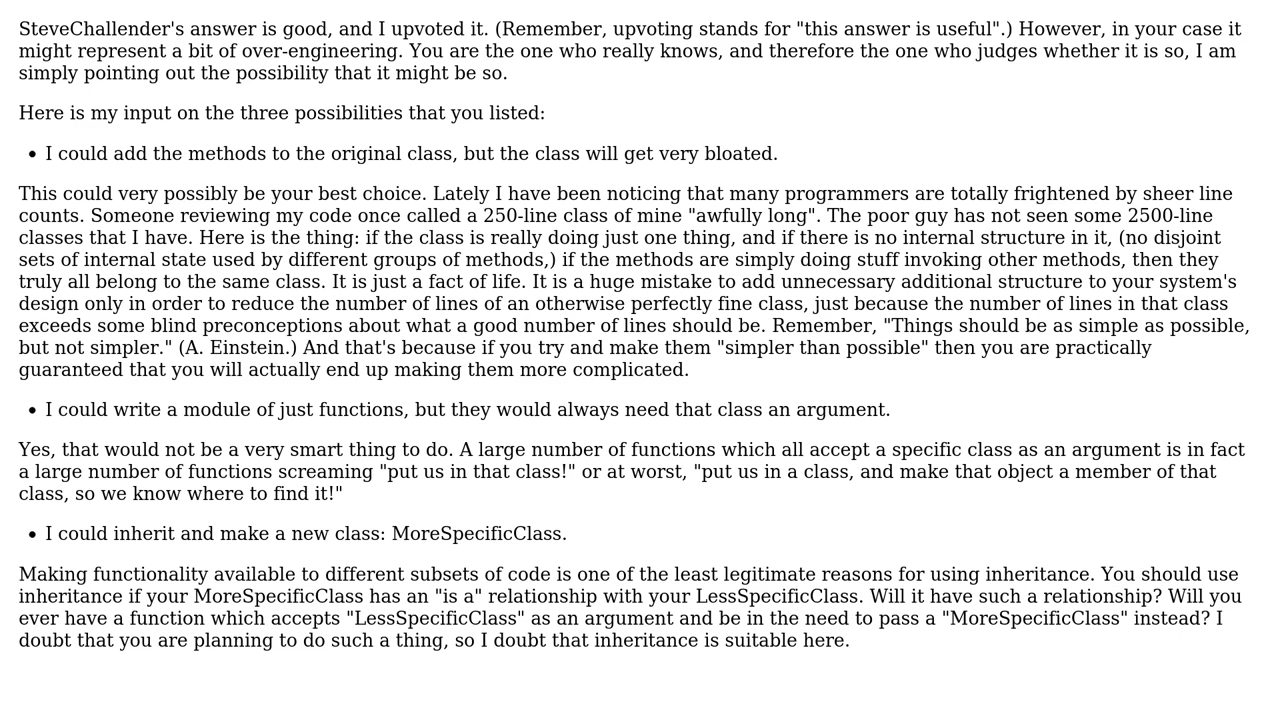 SteveChallender's answer is good, and I upvoted it. (Remember, upvoting stands for "this answer is useful".) However, in your case it
might represent a bit of over-engineering. You are the one who really knows, and therefore the one who judges whether it is so, I am
simply pointing out the possibility that it might be so.
Here is my input on the three possibilities that you listed:
• I could add the methods to the original class, but the class will get very bloated.
This could very possibly be your best choice. Lately I have been noticing that many programmers are totally frightened by sheer line
counts. Someone reviewing my code once called a 250-line class of mine "awfully long". The poor guy has not seen some 2500-line
classes that I have. Here is the thing: if the class is really doing just one thing, and if there is no internal structure in it, (no disjoint
sets of internal state used by different groups of methods,) if the methods are simply doing stuff invoking other methods, then they
truly all belong to the same class. It is just a fact of life. It is a huge mistake to add unnecessary additional structure to your system's
design only in order to reduce the number of lines of an otherwise perfectly fine class, just because the number of lines in that class
exceeds some blind preconceptions about what a good number of lines should be. Remember, "Things should be as simple as possible,
but not simpler." (A. Einstein.) And that's because if you try and make them "simpler than possible" then you are practically
guaranteed that you will actually end up making them more complicated.
• I could write a module of just functions, but they would always need that class an argument.
Yes, that would not be a very smart thing to do. A large number of functions which all accept a specific class as an argument is in fact
a large number of functions screaming "put us in that class!" or at worst, "put us in a class, and make that object a member of that
class, so we know where to find it!"
• I could inherit and make a new class: MoreSpecificClass.
Making functionality available to different subsets of code is one of the least legitimate reasons for using inheritance. You should use
inheritance if your MoreSpecificClass has an "is a" relationship with your LessSpecificClass. Will it have such a relationship? Will you
ever have a function which accepts "LessSpecificClass" as an argument and be in the need to pass a "MoreSpecificClass" instead? I
doubt that you are planning to do such a thing, so I doubt that inheritance is suitable here.